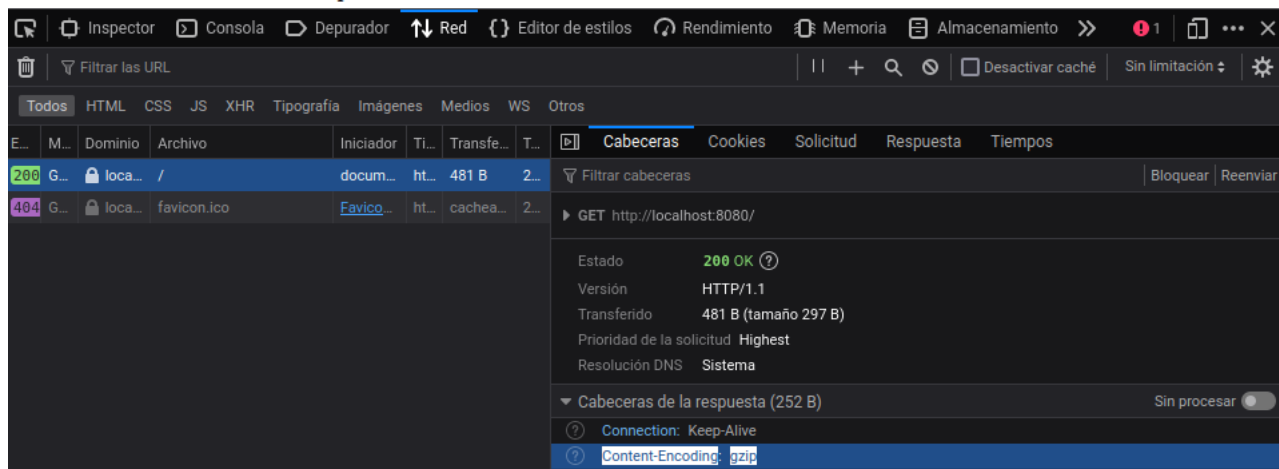 Inspector Consola Depurador Red {} Editor de estilos Rendimiento Memoria Almacenamiento 1
Filtrar las URL Desactivar caché Sin limitación
Todos HTML CSS JS XHR Tipografía Imágenes Medios WS Otros
E... M... Dominio Archivo Iniciador Ti... Transfe... T...
200 G... loca... / docum... ht... 481 B 2...
404 G... loca... favicon.ico Favico... ht... cachea... 2...
Cabeceras Cookies Solicitud Respuesta Tiempos
Filtrar cabeceras Bloquear Reenviar
GET http://localhost:8080/
Estado 200 OK ?
Versión HTTP/1.1
Transferido 481 B (tamaño 297 B)
Prioridad de la solicitud Highest
Resolución DNS Sistema
Cabeceras de la respuesta (252 B) Sin procesar
? Connection: Keep-Alive
? Content-Encoding: gzip